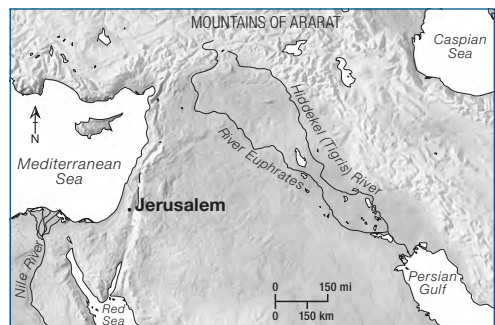 MOUNTAINS OF ARARAT
Caspian
Sea
N
Hiddekel (Tigris) River
River Euphrates
Mediterranean
Sea
Jerusalem
Nile River
Red
Sea
Persian
Gulf
0 150 mi
0 150 km